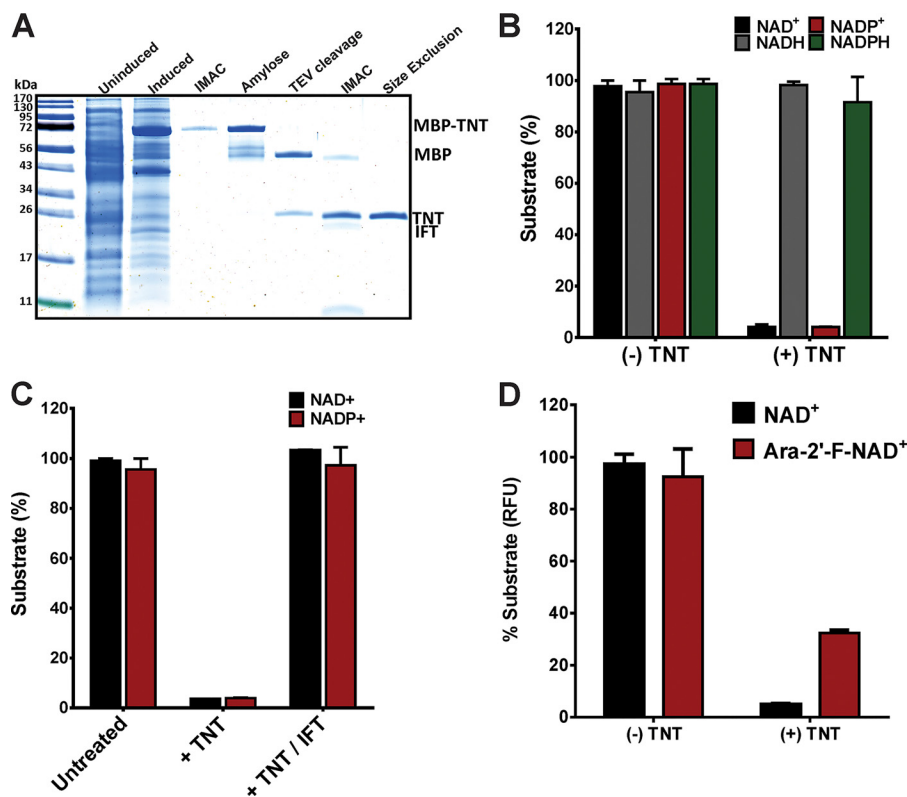 A
Uninduced
Induced
IMAC
Amylose
TEV cleavage
IMAC
Size Exclusion
kDa
170
130
95
72
56
43
34
26
17
11
MBP-TNT
MBP
TNT
IFT
B
NAD+ NADP+
NADH NADPH
Substrate (%)
120
100
80
60
40
20
0
(-) TNT (+) TNT
C
NAD+
NADP+
Substrate (%)
120
100
80
60
40
20
0
Untreated
+ TNT
+ TNT / IFT
D
NAD+
Ara-2'-F-NAD+
% Substrate (RFU)
120
100
80
60
40
20
0
(-) TNT (+) TNT